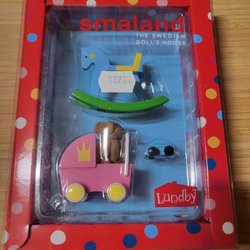 smaland
THE SWEDISH
DOLL'S HOUSE
129,00
Lundby